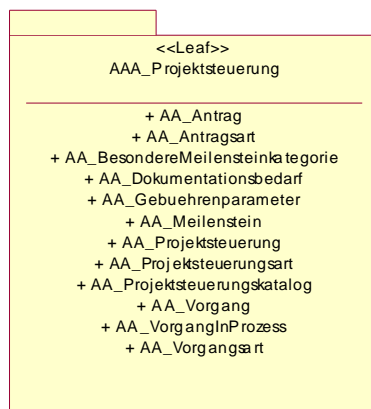 <<Leaf>>
AAA_Projektsteuerung
+ AA_Antrag
+ AA_Antragsart
+ AA_BesondereMeilensteinkategorie
+ AA_Dokumentationsbedarf
+ AA_Gebuehrenparameter
+ AA_Meilenstein
+ AA_Projektsteuerung
+ AA_Projektsteuerungsart
+ AA_Projektsteuerungskatalog
+ AA_Vorgang
+ AA_VorgangInProzess
+ AA_Vorgangsart